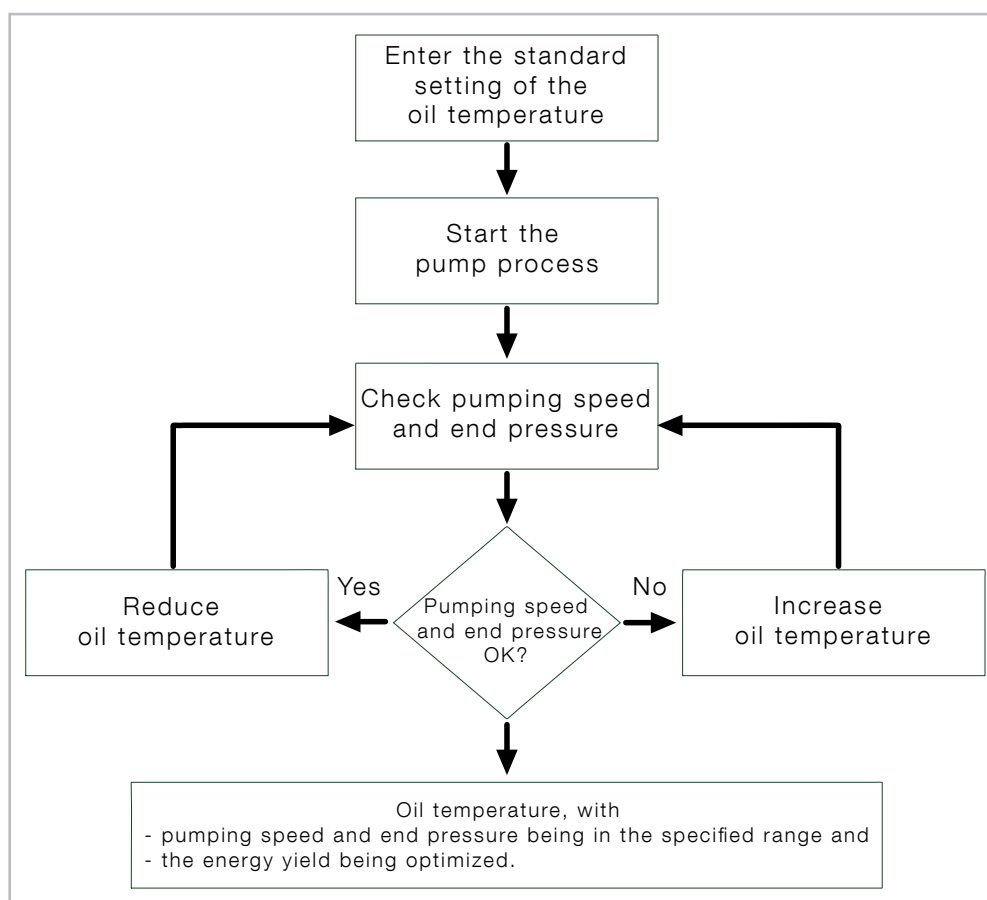 Enter the standard
setting of the
oil temperature
Start the
pump process
Check pumping speed
and end pressure
Yes
No
Reduce
oil temperature
Pumping speed
and end pressure
OK?
Increase
oil temperature
Oil temperature, with
- pumping speed and end pressure being in the specified range and
- the energy yield being optimized.